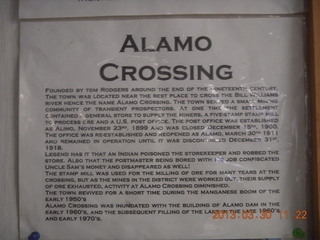 ALAMO
CROSSING
FOUNDED BY TOM RODGERS AROUND THE END OF THE NINETEENTH CENTURY.
THE TOWN WAS LOCATED NEAR THE BEST PLACE TO CROSS THE BILL WILLIAMS
RIVER HENCE THE NAME ALAMO CROSSING. THE TOWN SERVED A SMALL MINING
COMMUNITY OF TRANSIENT PROSPECTORS. AT ONE TIME THE SETTLEMENT
CONTAINED A GENERAL STORE TO SUPPLY THE MINERS, A FIVE STAMP MILL
TO PROCESS ORE AND A U.S. POST OFFICE. THE POST OFFICE WAS ESTABLISHED
AS ALIMO, NOVEMBER 23RD, 1899 AND WAS CLOSED DECEMBER 15TH, 1900.
THE OFFICE WAS RE-ESTABLISHED AND REOPENED AS ALAMO, MARCH 30TH 1911
AND REMAINED IN OPERATION UNTIL IT WAS DISCONTINUED DECEMBER 31ST,
1918.
LEGEND HAS IT THAT AN INDIAN POISONED THE STOREKEEPER AND ROBBED THE
STORE. ALSO THAT THE POSTMASTER BEING BORED WITH HIS JOB CONFISCATED
UNCLE SAM'S MONEY AND DISAPPEARED AS WELL!
THE STAMP MILL WAS USED FOR THE MILLING OF ORE FOR MANY YEARS AT THE
CROSSING, BUT AS THE MINES IN THE DISTRICT WERE WORKED OUT, THEIR SUPPLY
OF ORE EXHAUSTED, ACTIVITY AT ALAMO CROSSING DIMINISHED.
THE TOWN REVIVED FOR A SHORT TIME DURING THE MANGANESE BOOM OF THE
EARLY 1950'S
ALAMO CROSSING WAS INUNDATED WITH THE BUILDING OF ALAMO DAM IN THE
EARLY 1960'S, AND THE SUBSEQUENT FILLING OF THE LAKE IN THE LATE 1960'S
AND EARLY 1970'S.
2013.03.30 11:22